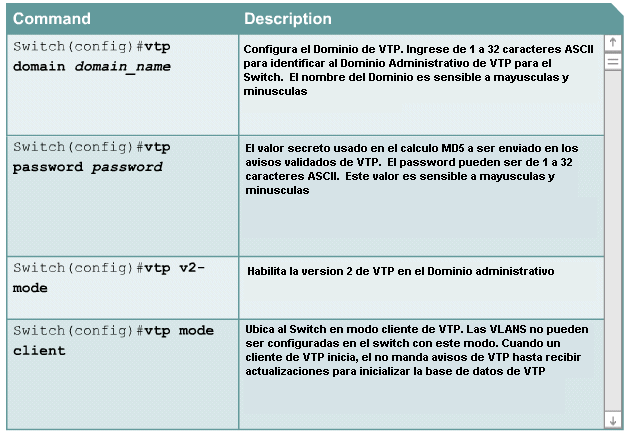 Command Description
Switch(config)#vtp
domain domain_name
Configura el Dominio de VTP. Ingrese de 1 a 32 caracteres ASCII
para identificar al Dominio Administrativo de VTP para el
Switch. El nombre del Dominio es sensible a mayusculas y
minusculas
Switch(config)#vtp
password password
El valor secreto usado en el calculo MD5 a ser enviado en los
avisos validados de VTP. El password pueden ser de 1 a 32
caracteres ASCII. Este valor es sensible a mayusculas y
minusculas
Switch(config)#vtp v2-
mode
Habilita la version 2 de VTP en el Dominio administrativo
Switch(config)#vtp mode
client
Ubica al Switch en modo cliente de VTP. Las VLANS no pueden
ser configuradas en el switch con este modo. Cuando un
cliente de VTP inicia, el no manda avisos de VTP hasta recibir
actualizaciones para inicializar la base de datos de VTP